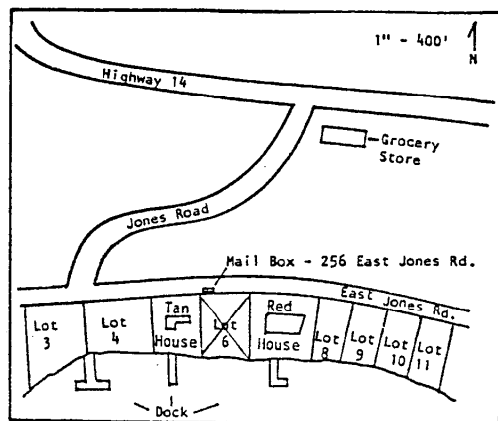 1" - 400'
N
Highway 14
Grocery
Store
Jones Road
Mail Box - 256 East Jones Rd.
East Jones Rd.
Lot
3
Lot
4
Tan
House
Lot
6
Red
House
Lot
8
Lot
9
Lot
10
Lot
11
Dock